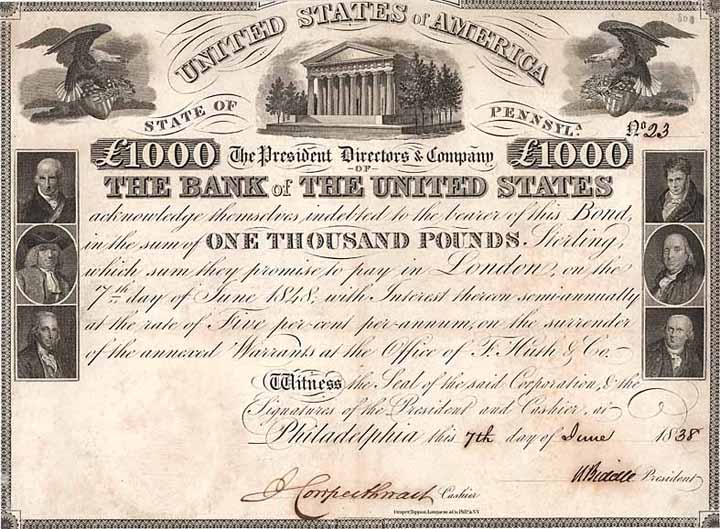 UNITED STATES of AMERICA
STATE OF PENNSYLA.
No 23
£1000 The President Directors & Company £1000
OF
THE BANK of THE UNITED STATES
acknowledge themselves, indebted to the bearer of this Bond,
in the sum of ONE THOUSAND POUNDS Sterling,
which sum they promise to pay in London, on the
7th day of June 1848, with Interest thereon semi-annually
at the rate of Five per-cent per-annum, on the surrender
of the annexed Warrants at the Office of F. Huth & Co.
Witness the Seal of the said Corporation, & the
Signatures of the President and Cashier, at
Philadelphia this 7th day of June 1838
N Biddle President
J Cowperthwait Cashier